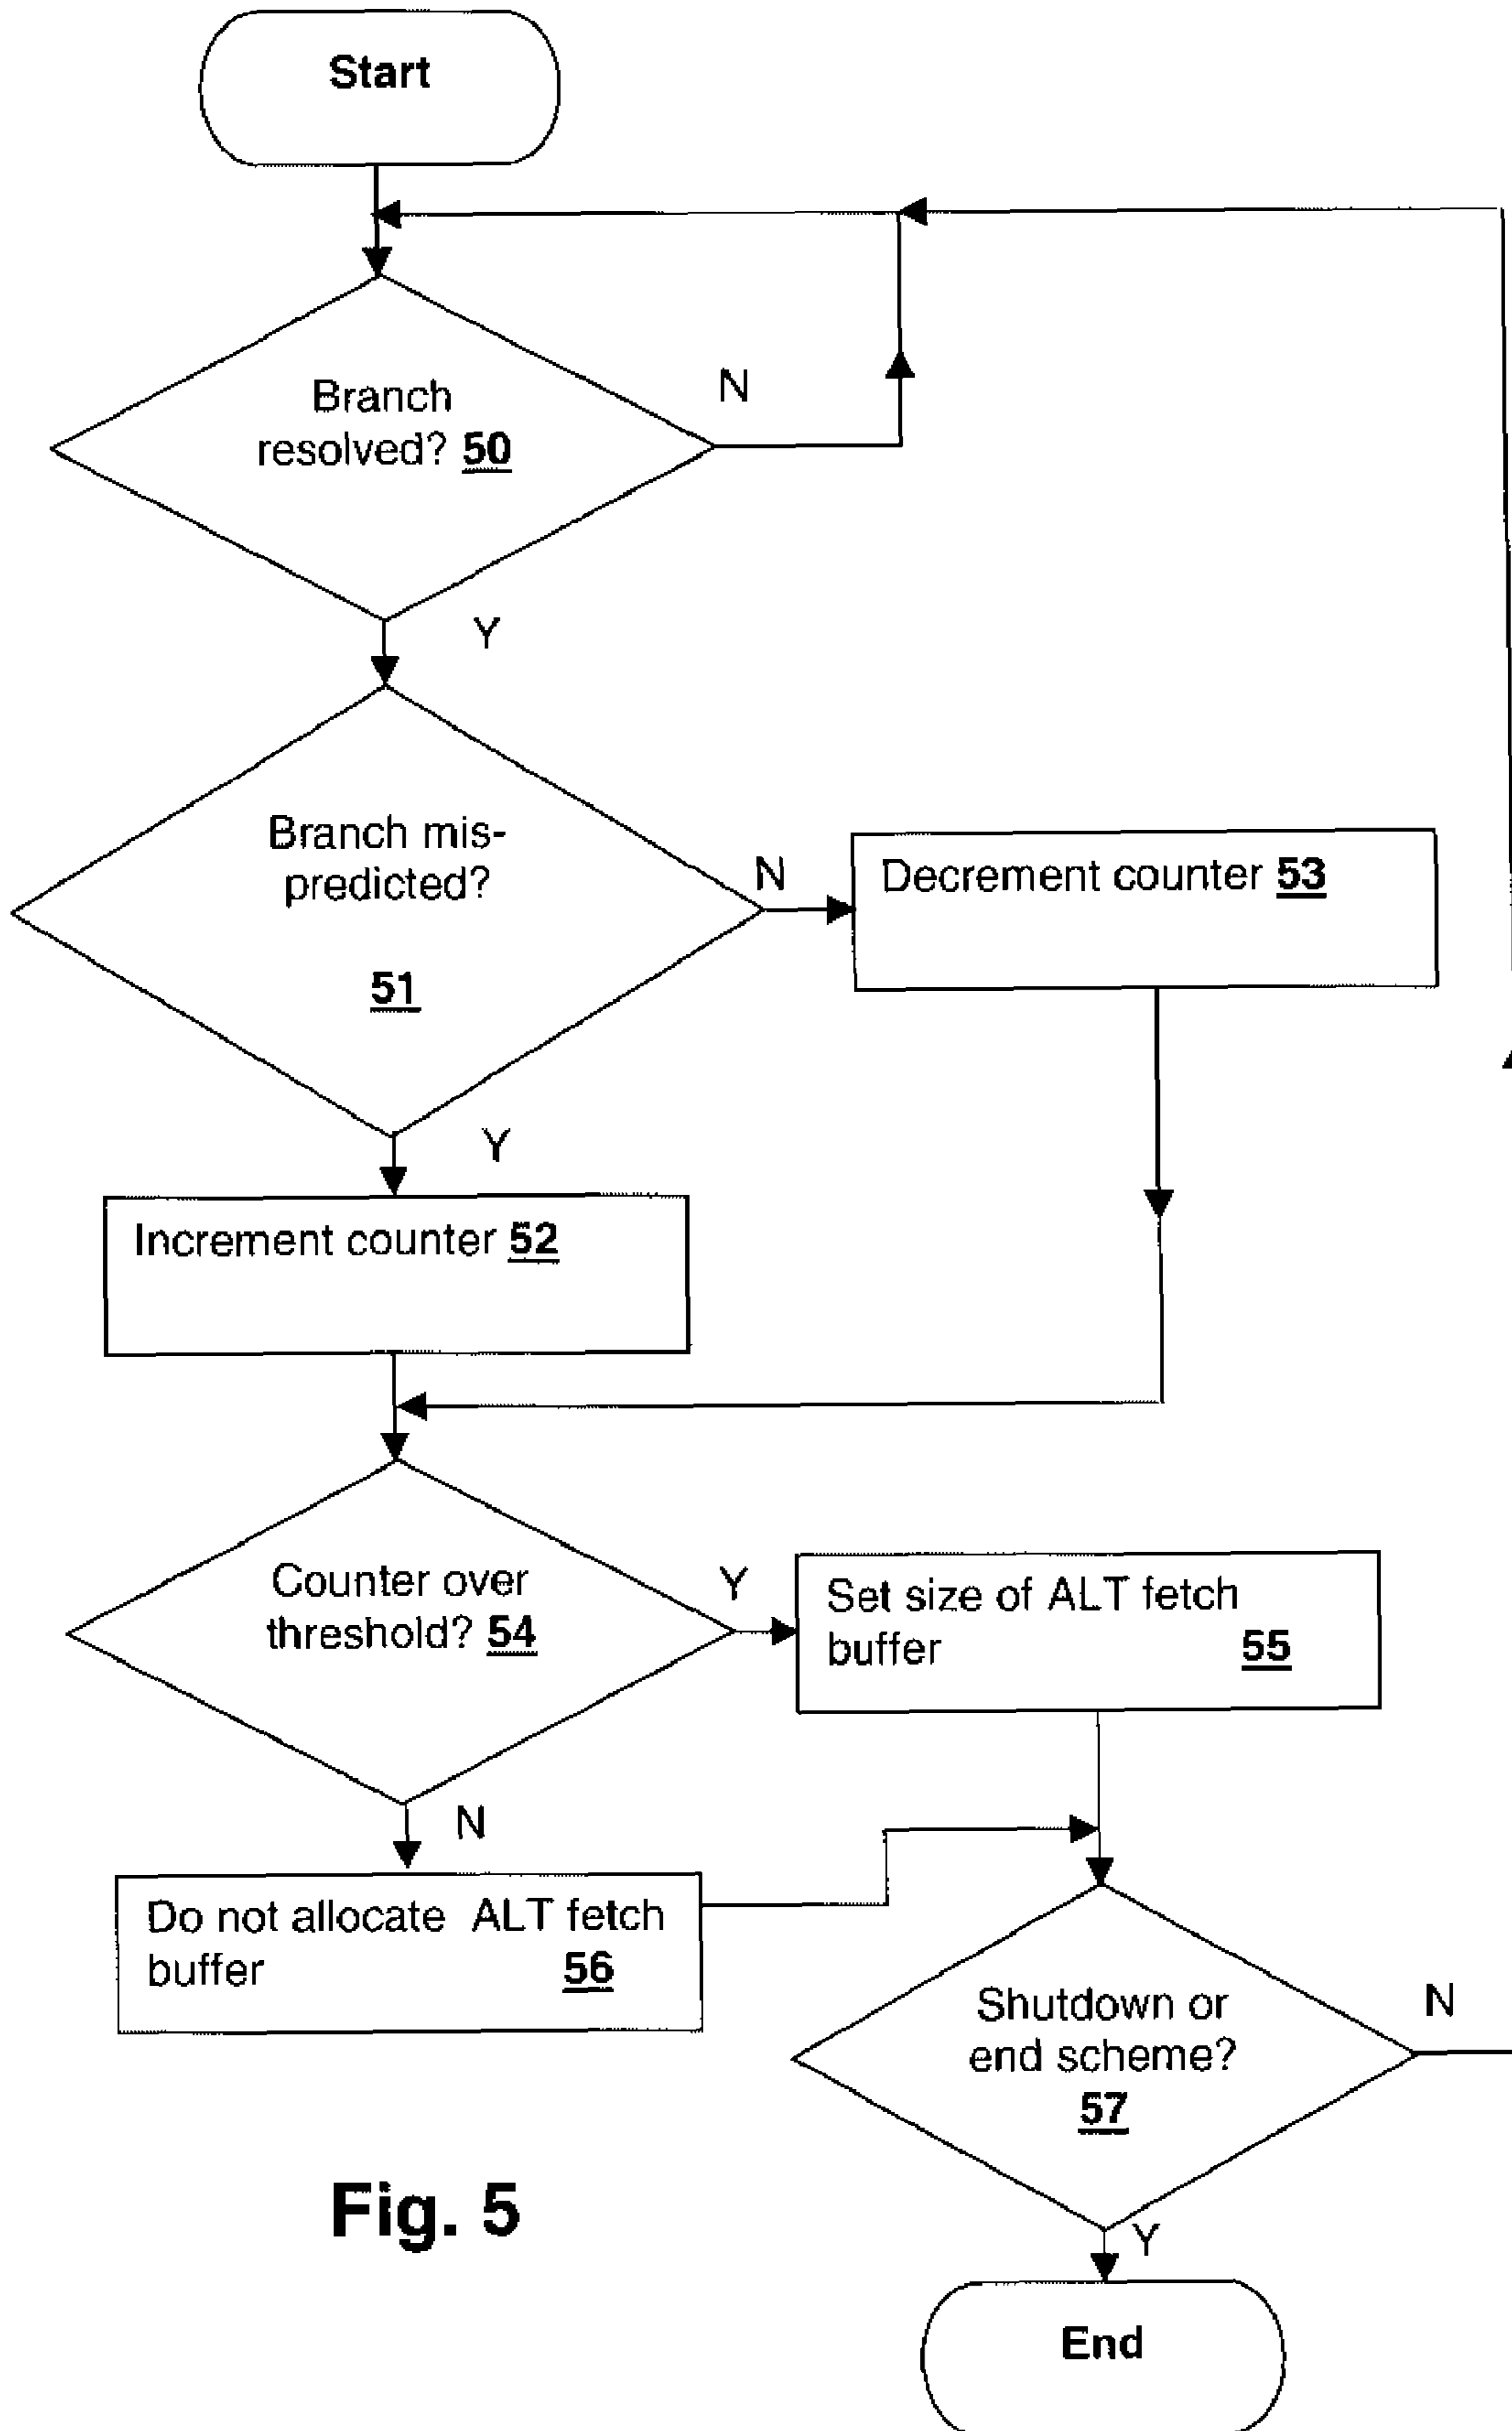 Start
Branch
resolved? 50
N
Y
Branch mis-
predicted?
51
N
Decrement counter 53
Y
Increment counter 52
Counter over
threshold? 54
Y
Set size of ALT fetch
buffer 55
N
Do not allocate ALT fetch
buffer 56
Shutdown or
end scheme?
57
N
Y
Fig. 5
End